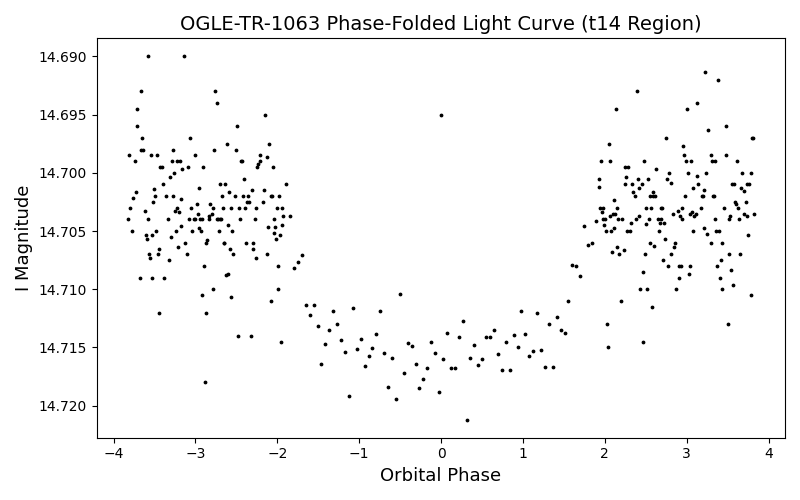 OGLE-TR-1063 Phase-Folded Light Curve (t14 Region)
14.690
14.695
14.700
14.705
14.710
14.715
14.720
I Magnitude
−4 −3 −2 −1 0 1 2 3 4
Orbital Phase